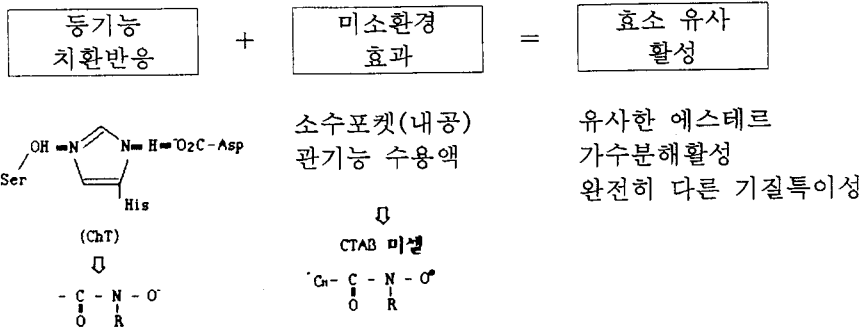 등기능
치환반응
+
미소환경
효과
=
효소 유사
활성
소수포켓(내공)
관기능 수용액
유사한 에스테르
가수분해활성
완전히 다른 기질특이성
OH N N H O2C-Asp
Ser
His
(ChT)
CTAB 미셀
- C - N - O-
O R
C - N - O
O R